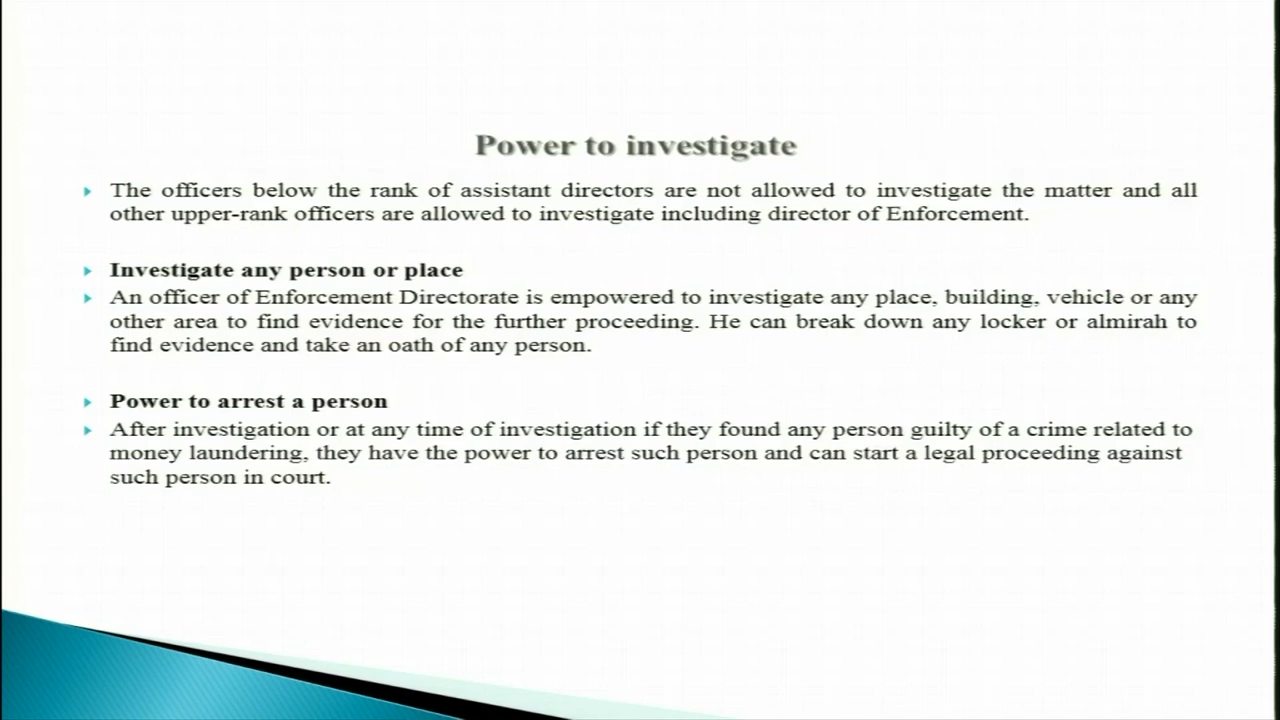 Power to investigate
The officers below the rank of assistant directors are not allowed to investigate the matter and all
other upper-rank officers are allowed to investigate including director of Enforcement.
Investigate any person or place
An officer of Enforcement Directorate is empowered to investigate any place, building, vehicle or any
other area to find evidence for the further proceeding. He can break down any locker or almirah to
find evidence and take an oath of any person.
Power to arrest a person
After investigation or at any time of investigation if they found any person guilty of a crime related to
money laundering, they have the power to arrest such person and can start a legal proceeding against
such person in court.